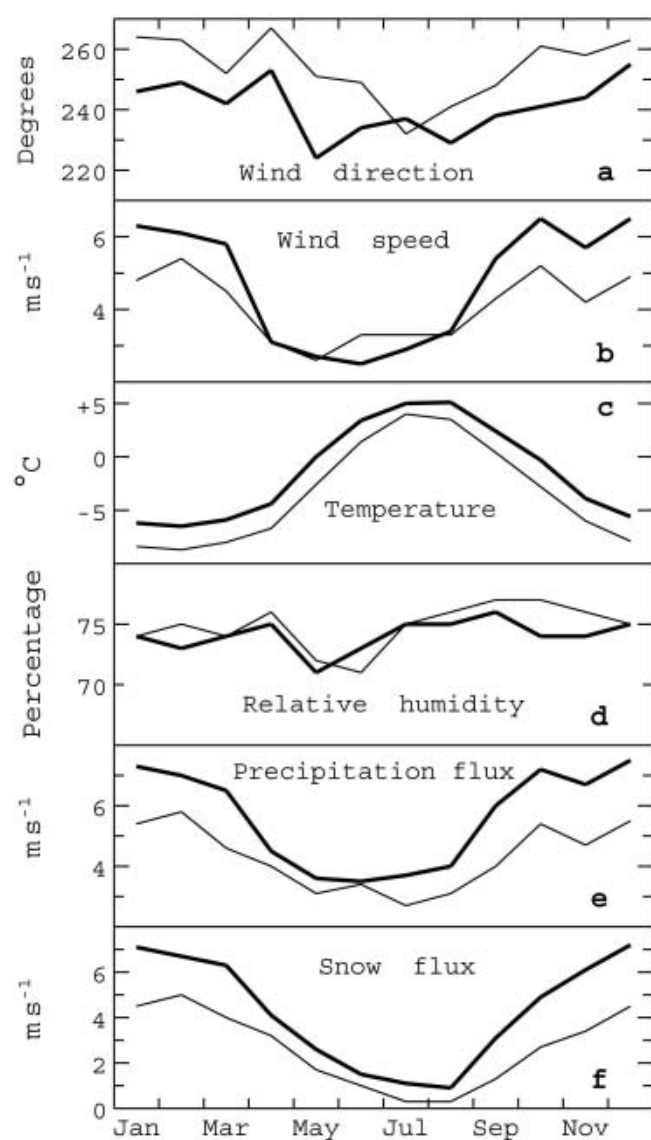 Degrees
260
240
220
Wind direction
a
ms⁻¹
6
4
Wind speed
b
°C
+5
0
-5
Temperature
c
Percentage
75
70
Relative humidity
d
ms⁻¹
6
4
Precipitation flux
e
ms⁻¹
6
4
2
0
Snow flux
f
Jan Mar May Jul Sep Nov